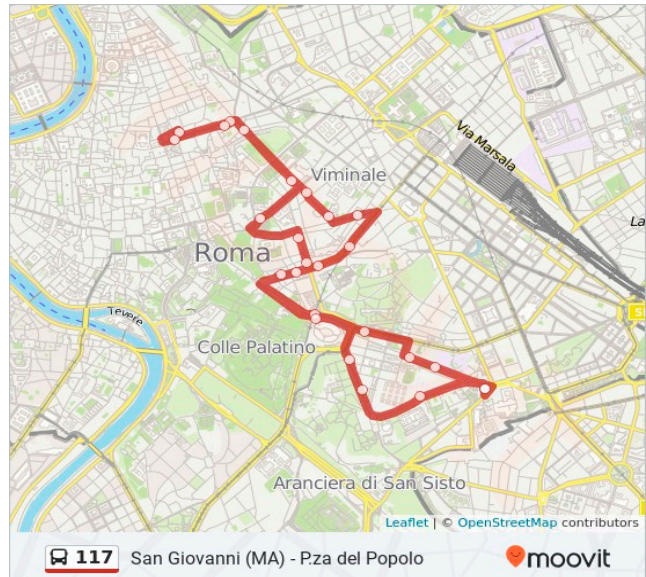 Via Marsala
Viminale
La
Roma
S
Tevere
Colle Palatino
Aranciera di San Sisto
Leaflet | © OpenStreetMap contributors
117 San Giovanni (MA) - P.za del Popolo
moovit